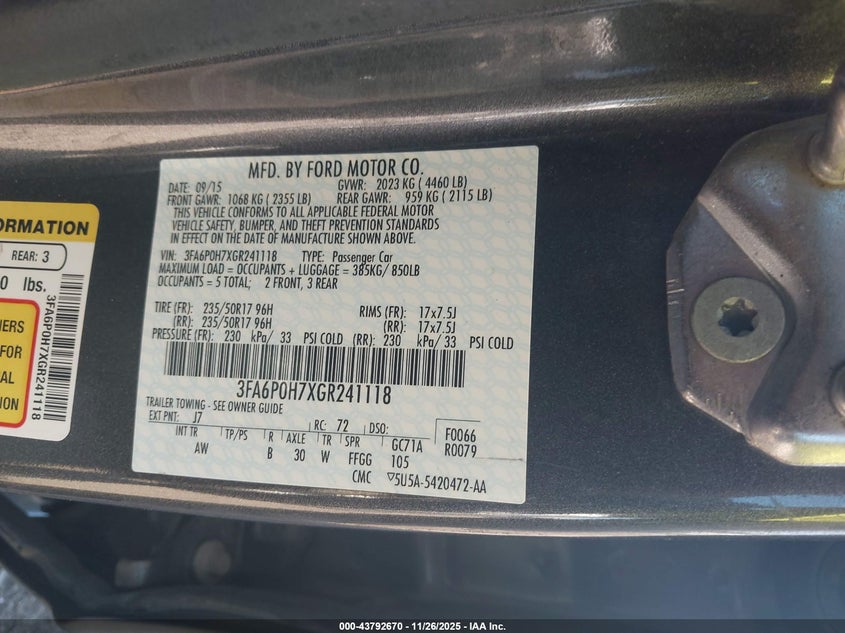 MFD. BY FORD MOTOR CO.
DATE: 09/15 GVWR: 2023 KG ( 4460 LB)
FRONT GAWR: 1068 KG ( 2355 LB) REAR GAWR: 959 KG ( 2115 LB)
THIS VEHICLE CONFORMS TO ALL APPLICABLE FEDERAL MOTOR
VEHICLE SAFETY, BUMPER, AND THEFT PREVENTION STANDARDS
IN EFFECT ON THE DATE OF MANUFACTURE SHOWN ABOVE.
VIN: 3FA6P0H7XGR241118 TYPE: Passenger Car
MAXIMUM LOAD = OCCUPANTS + LUGGAGE = 385KG/ 850LB
OCCUPANTS = 5 TOTAL; 2 FRONT, 3 REAR
TIRE (FR): 235/50R17 96H RIMS (FR): 17x7.5J
(RR): 235/50R17 96H (RR): 17x7.5J
PRESSURE (FR): 230 kPa/ 33 PSI COLD (RR): 230 kPa/ 33 PSI COLD
3FA6P0H7XGR241118
TRAILER TOWING - SEE OWNER GUIDE
EXT PNT: J7 RC: 72 DSO: F0066
INT TR TP/PS R AXLE TR SPR GC71A R0079
AW B 30 W FFGG 105
CMC ▽5U5A-5420472-AA
ORMATION
REAR: 3
0 lbs.
HERS
FOR
AL
TION
3FA6P0H7XGR241118
000-43792670 - 11/26/2025 - IAA Inc.